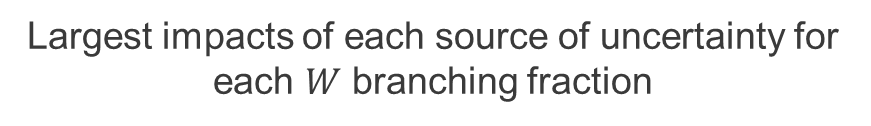 Largest impacts of each source of uncertainty for
each W branching fraction